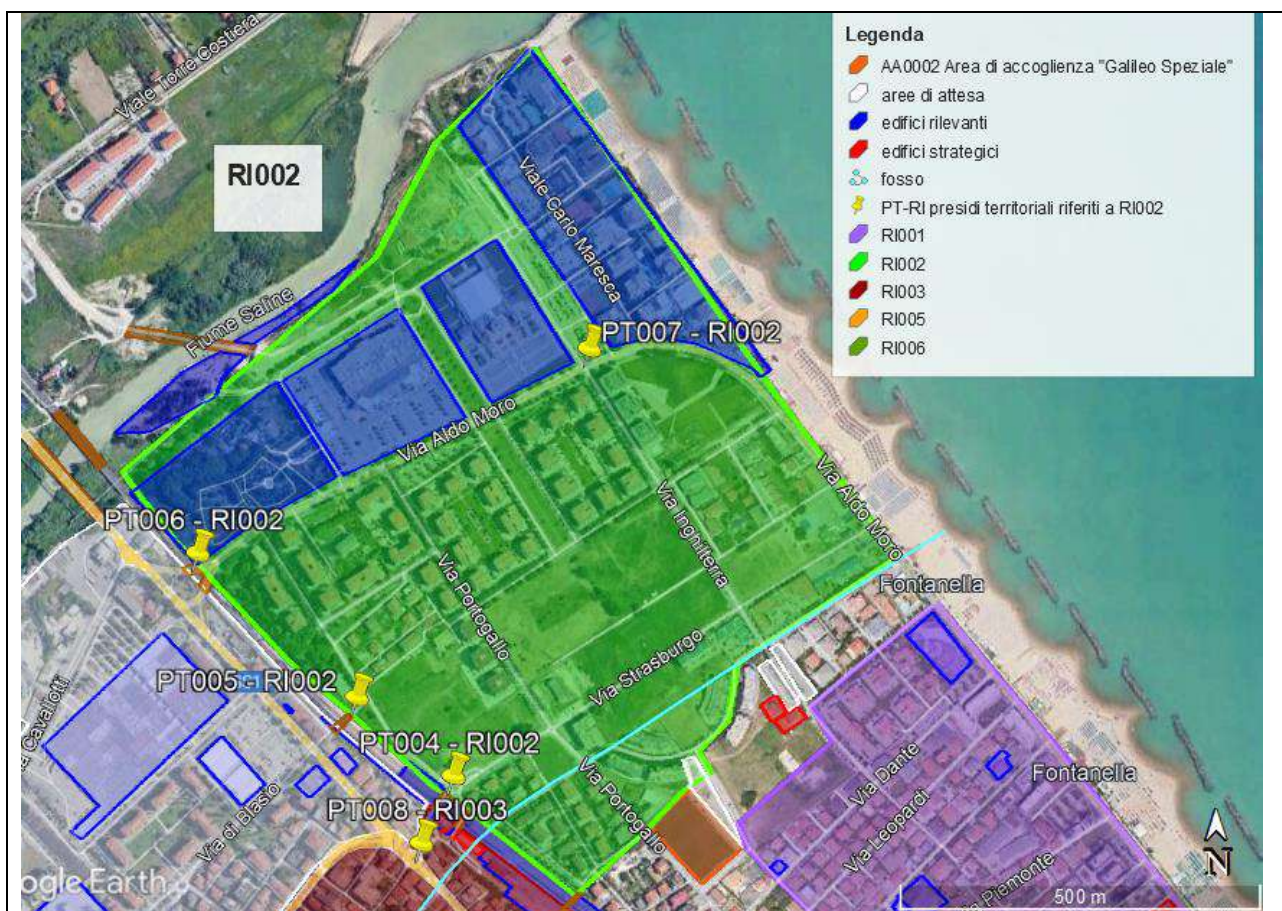 Viale Torre Costiera
RI002
Legenda
AA0002 Area di accoglienza "Galileo Speziale"
aree di attesa
edifici rilevanti
edifici strategici
fosso
PT-RI presidi territoriali riferiti a RI002
RI001
RI002
RI003
RI005
RI006
Viale Carlo Maresca
Fiume Saline
PT007 - RI002
Via Aldo Moro
Via Aldo Moro
PT006 - RI002
Via Inghilterra
Via Portogallo
Fontanella
Via Strasburgo
PT005 - RI002
Cavallotti
PT004 - RI002
PT008 - RI003
Via Portogallo
Via Dante
Fontanella
Via di Blasio
Via Leopardi
Piemonte
N
ogle Earth
500 m